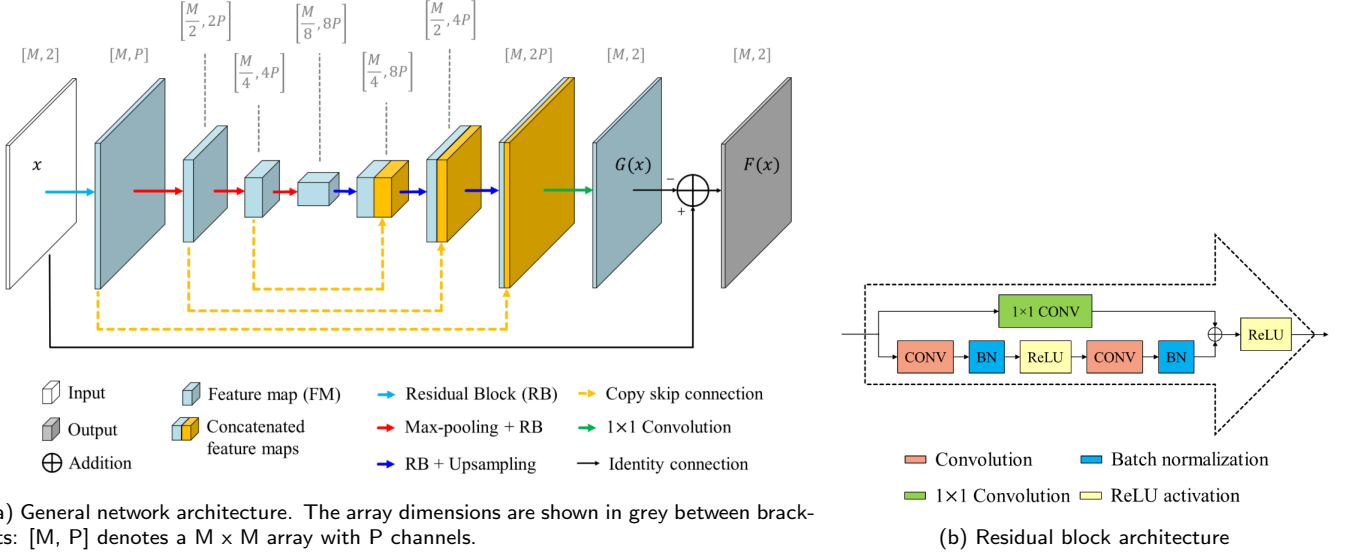 [M, 2]
[M, P]
[M/2, 2P]
[M/4, 4P]
[M/8, 8P]
[M/4, 8P]
[M/2, 4P]
[M, 2P]
[M, 2]
[M, 2]
x
G(x)
−
+
F(x)
Input
Feature map (FM)
Residual Block (RB)
Copy skip connection
Output
Concatenated
feature maps
Max-pooling + RB
1×1 Convolution
Addition
RB + Upsampling
Identity connection
a) General network architecture. The array dimensions are shown in grey between brack-
ts: [M, P] denotes a M x M array with P channels.
1×1 CONV
CONV
BN
ReLU
CONV
BN
ReLU
Convolution
Batch normalization
1×1 Convolution
ReLU activation
(b) Residual block architecture